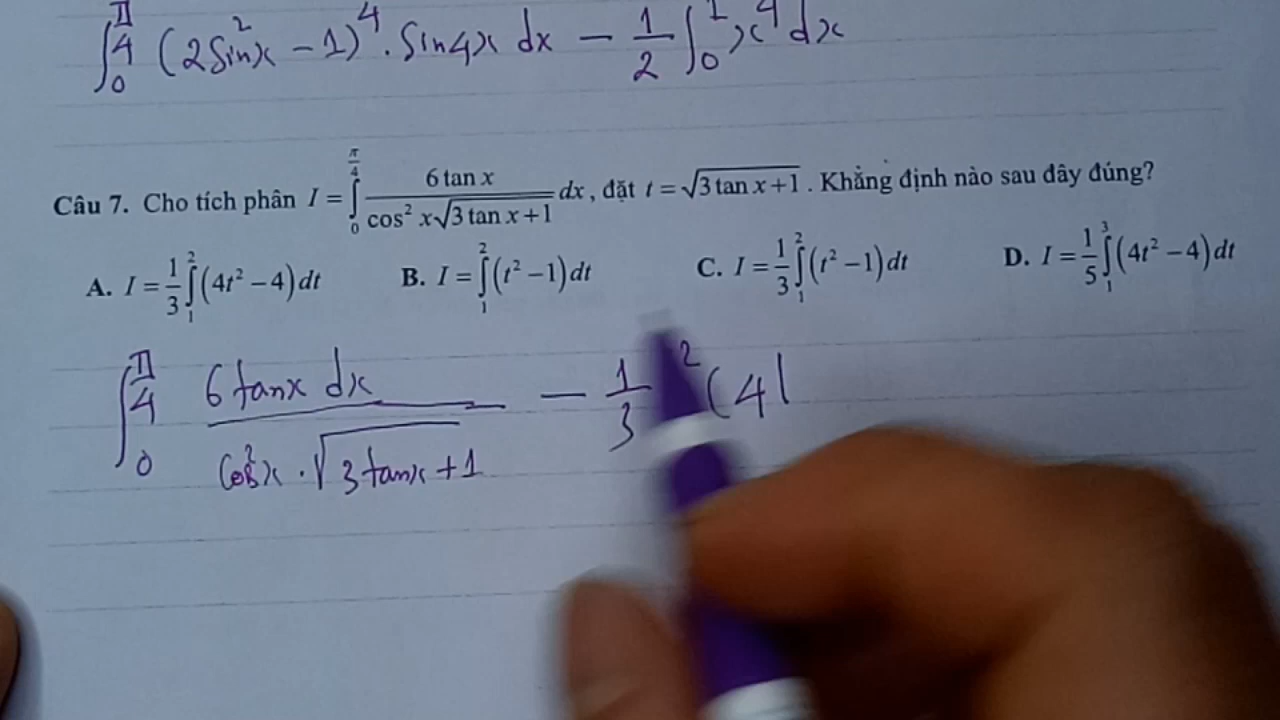 ∫₀^(π/4) (2sin²x − 1)⁴ . sin4x dx − 1/2 ∫₀¹ x⁴ dx
Câu 7. Cho tích phân I = ∫₀^(π/4) (6 tan x)/(cos² x√(3 tan x+1)) dx , đặt t = √(3 tan x+1) . Khẳng định nào sau đây đúng?
A. I = 1/3 ∫₁² (4t² − 4) dt B. I = ∫₁² (t² − 1) dt C. I = 1/3 ∫₁² (t² − 1) dt D. I = 1/5 ∫₁³ (4t² − 4) dt
∫₀^(π/4) (6 tanx dx)/(cos²x . √(3 tanx + 1)) − 1/3 ² (4